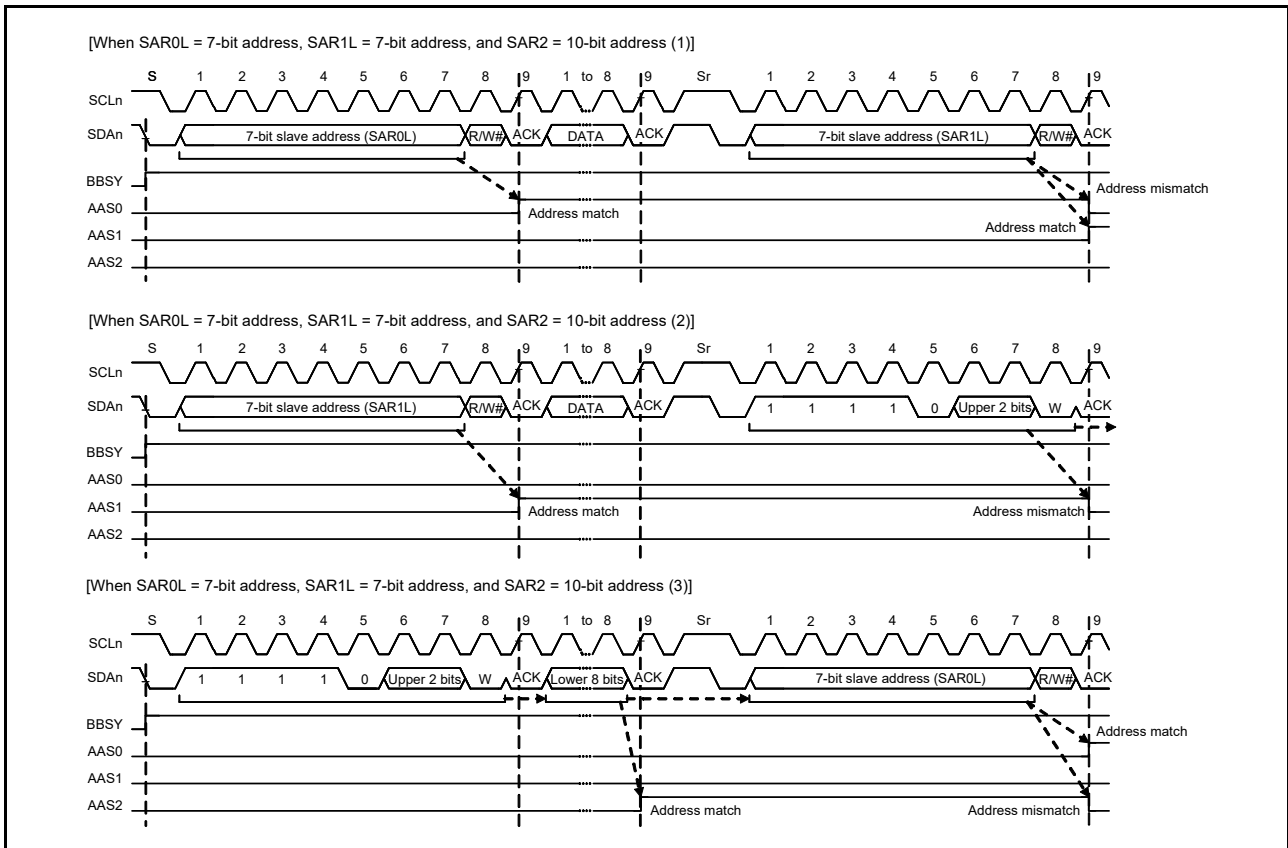 [When SAR0L = 7-bit address, SAR1L = 7-bit address, and SAR2 = 10-bit address (1)]
S 1 2 3 4 5 6 7 8 9 1 to 8 9 Sr 1 2 3 4 5 6 7 8 9
SCLn
SDAn 7-bit slave address (SAR0L) R/W# ACK DATA ACK 7-bit slave address (SAR1L) R/W# ACK
BBSY
Address mismatch
AAS0 Address match
Address match
AAS1
AAS2
[When SAR0L = 7-bit address, SAR1L = 7-bit address, and SAR2 = 10-bit address (2)]
S 1 2 3 4 5 6 7 8 9 1 to 8 9 Sr 1 2 3 4 5 6 7 8 9
SCLn
SDAn 7-bit slave address (SAR1L) R/W# ACK DATA ACK 1 1 1 1 0 Upper 2 bits W ACK
BBSY
AAS0
AAS1 Address match Address mismatch
AAS2
[When SAR0L = 7-bit address, SAR1L = 7-bit address, and SAR2 = 10-bit address (3)]
S 1 2 3 4 5 6 7 8 9 1 to 8 9 Sr 1 2 3 4 5 6 7 8 9
SCLn
SDAn 1 1 1 1 0 Upper 2 bits W ACK Lower 8 bits ACK 7-bit slave address (SAR0L) R/W# ACK
BBSY
Address match
AAS0
AAS1
AAS2 Address match Address mismatch